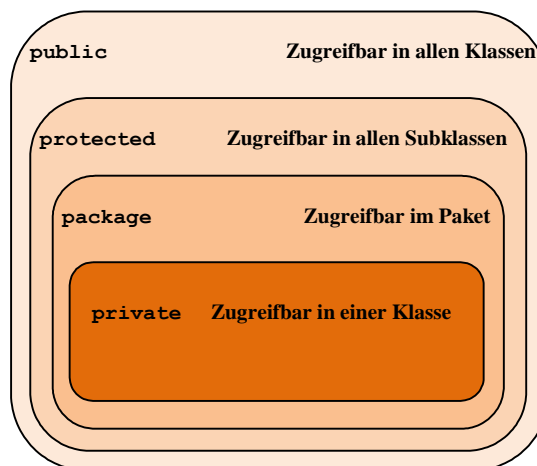 public Zugreifbar in allen Klassen
protected Zugreifbar in allen Subklassen
package Zugreifbar im Paket
private Zugreifbar in einer Klasse